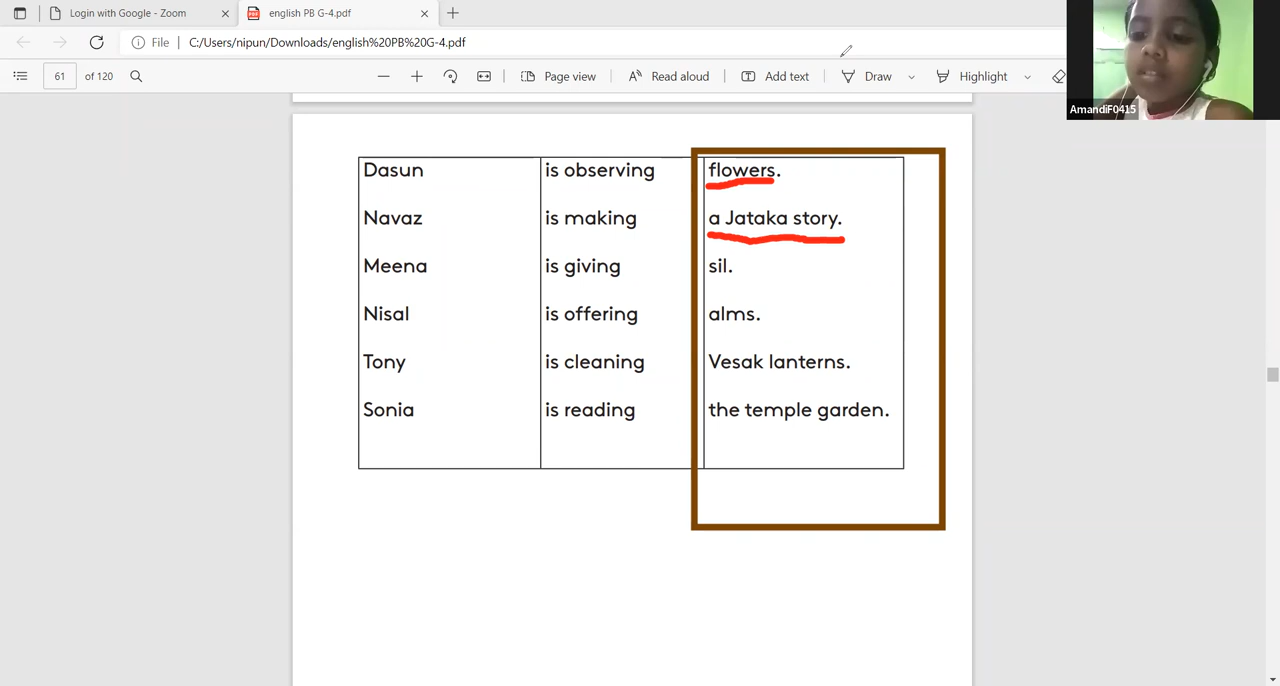 Login with Google - Zoom
english PB G-4.pdf
File | C:/Users/nipun/Downloads/english%20PB%20G-4.pdf
61 of 120
Page view
Read aloud
Add text
Draw
Highlight
AmandiF0415
Dasun is observing flowers.
Navaz is making a Jataka story.
Meena is giving sil.
Nisal is offering alms.
Tony is cleaning Vesak lanterns.
Sonia is reading the temple garden.